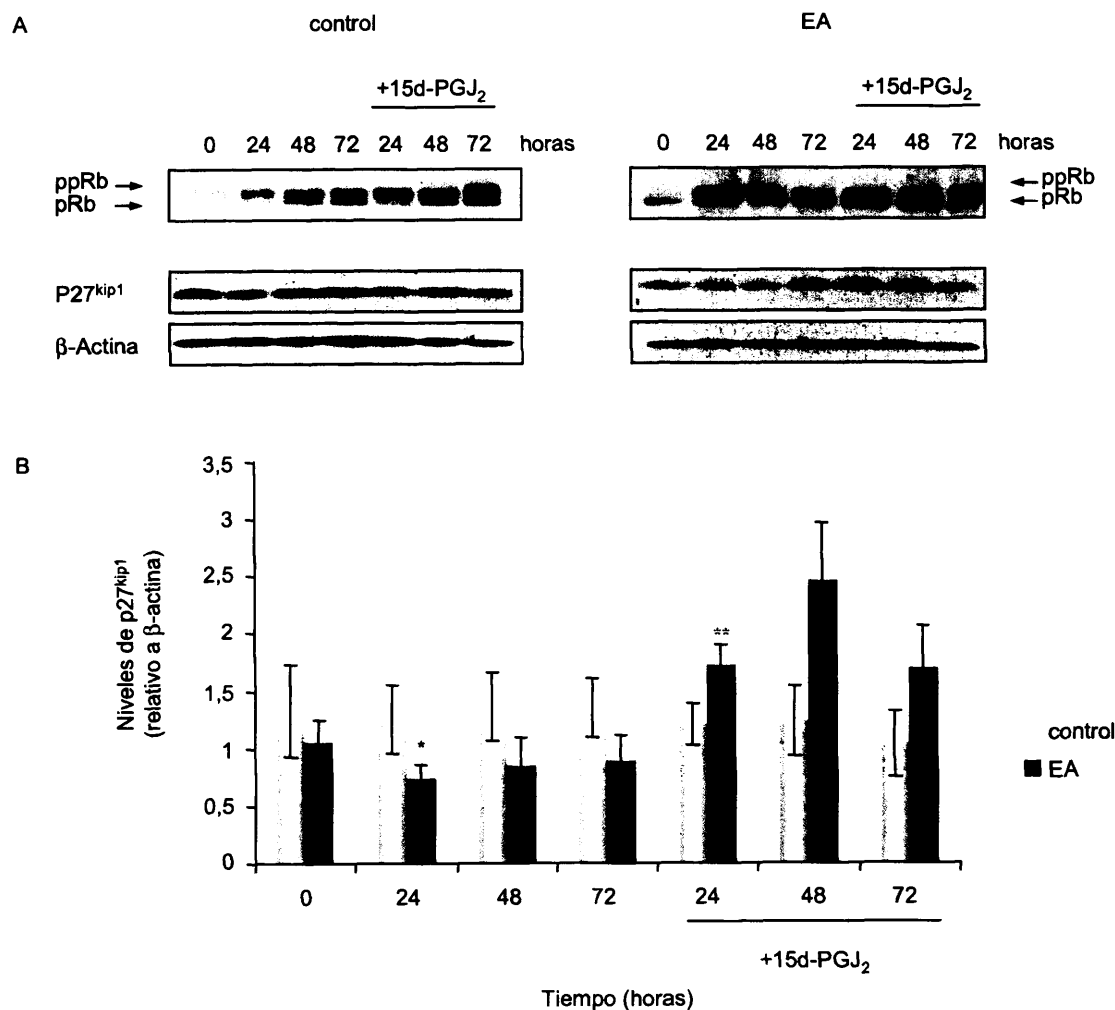 A
control
EA
+15d-PGJ2
+15d-PGJ2
0 24 48 72 24 48 72 horas
0 24 48 72 24 48 72 horas
ppRb →
pRb →
← ppRb
← pRb
P27kip1
β-Actina
B
Niveles de p27kip1
(relativo a β-actina)
3,5
3
2,5
2
1,5
1
0,5
0
*
**
control
EA
0 24 48 72 24 48 72
+15d-PGJ2
Tiempo (horas)